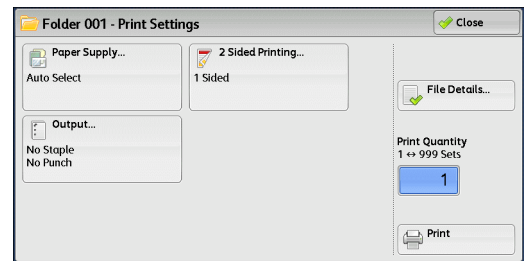 Folder 001 - Print Settings
Close
Paper Supply...
Auto Select
2 Sided Printing...
1 Sided
File Details...
Output...
No Staple
No Punch
Print Quantity
1 ↔ 999 Sets
1
Print